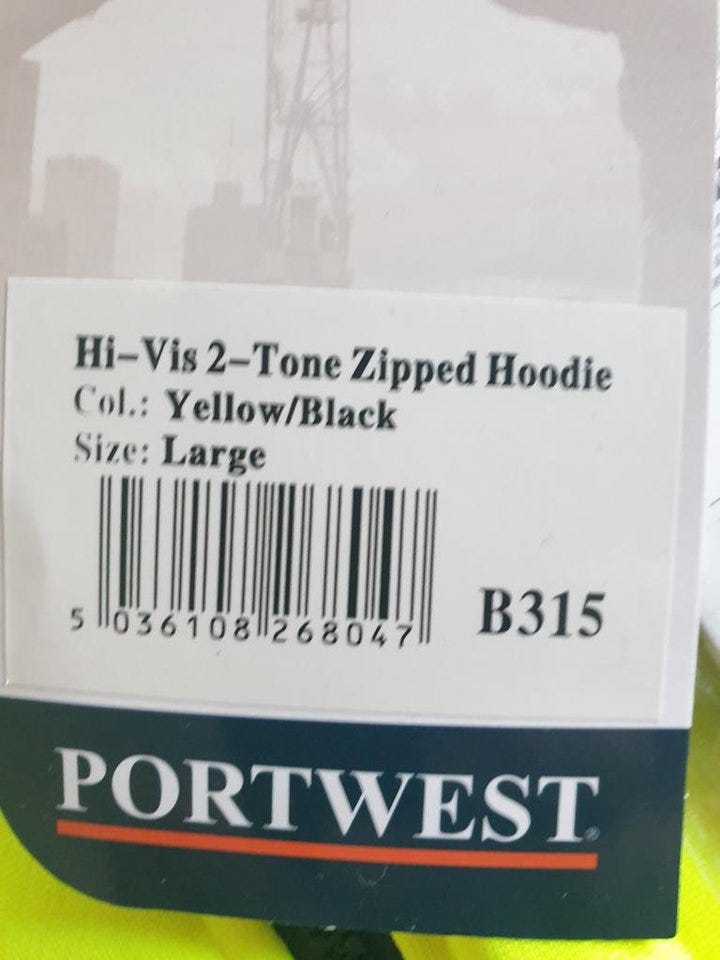 Hi-Vis 2-Tone Zipped Hoodie
Col.: Yellow/Black
Size: Large
5 036108 268047
B315
PORTWEST®